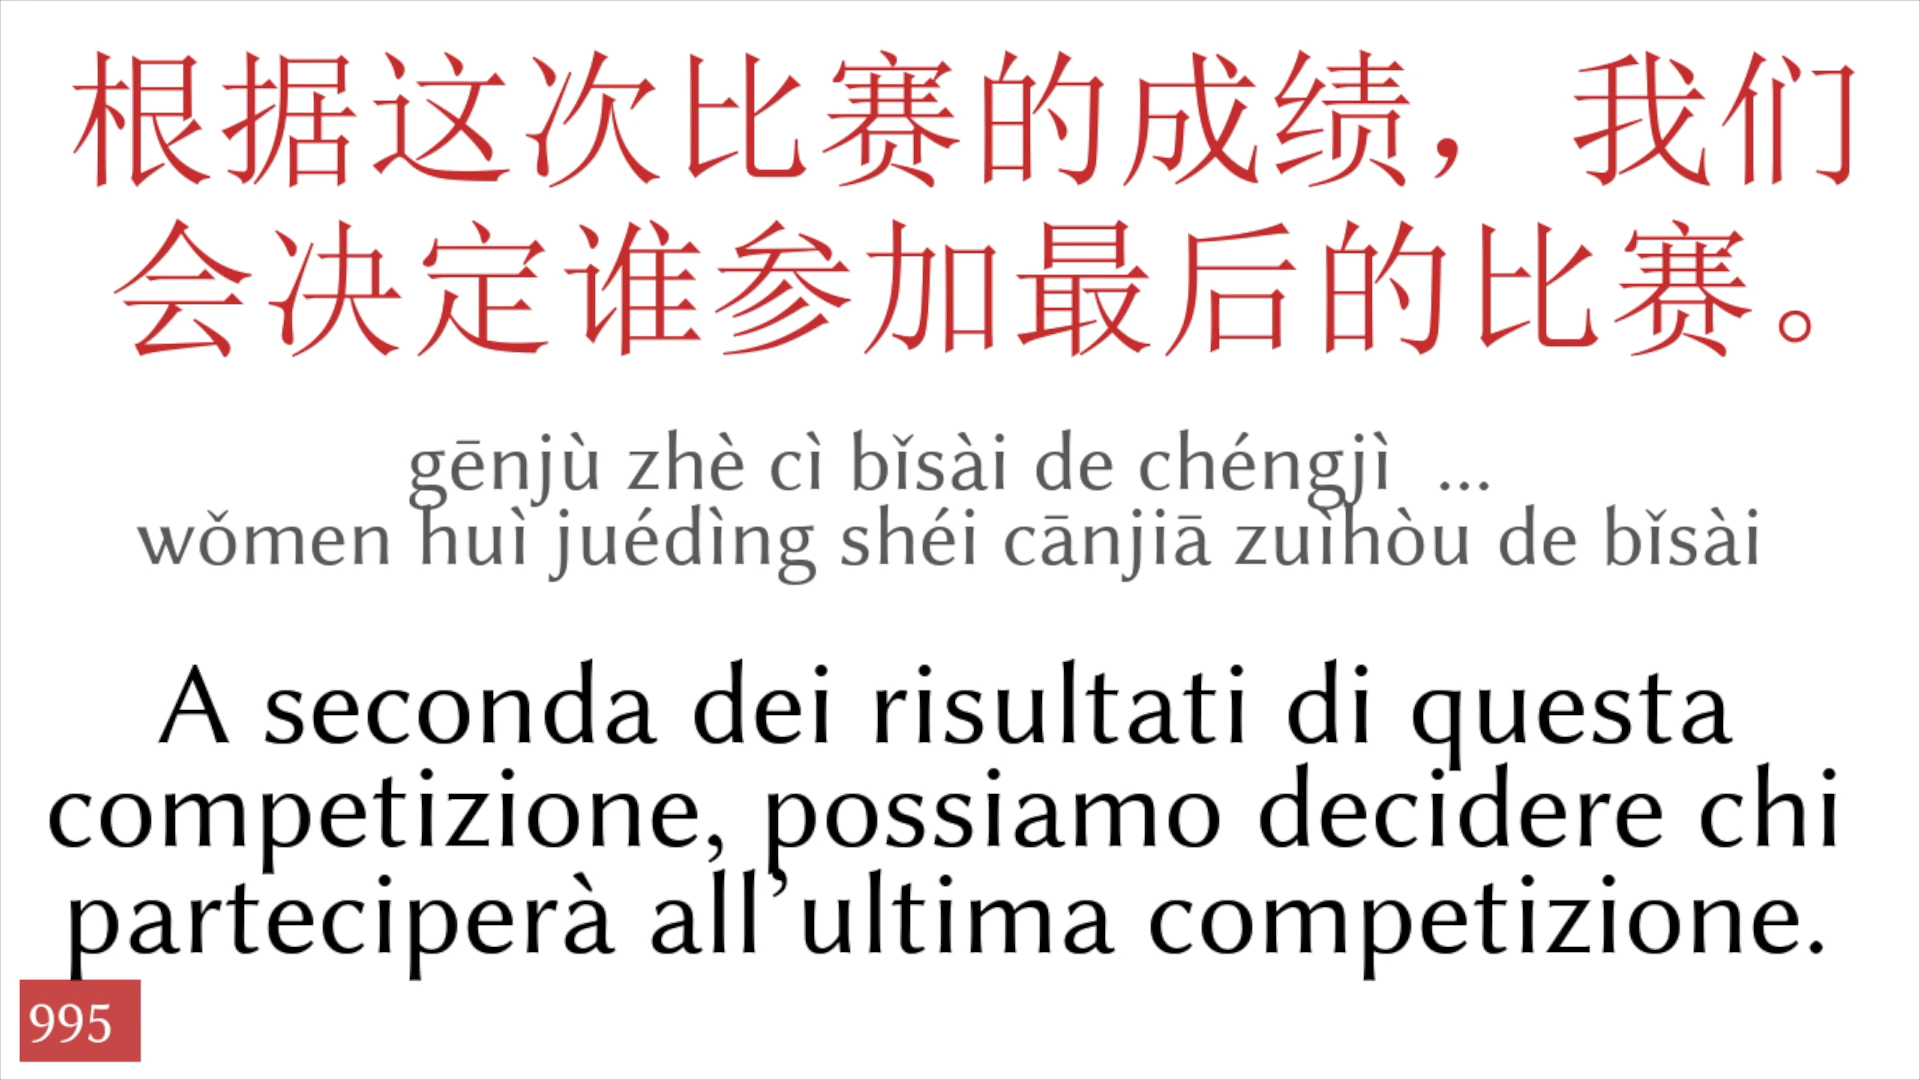 根据这次比赛的成绩，我们
会决定谁参加最后的比赛。
gēnjù zhè cì bǐsài de chéngjì ...
wǒmen huì juédìng shéi cānjiā zuìhòu de bǐsài
A seconda dei risultati di questa
competizione, possiamo decidere chi
parteciperà all’ultima competizione.
995